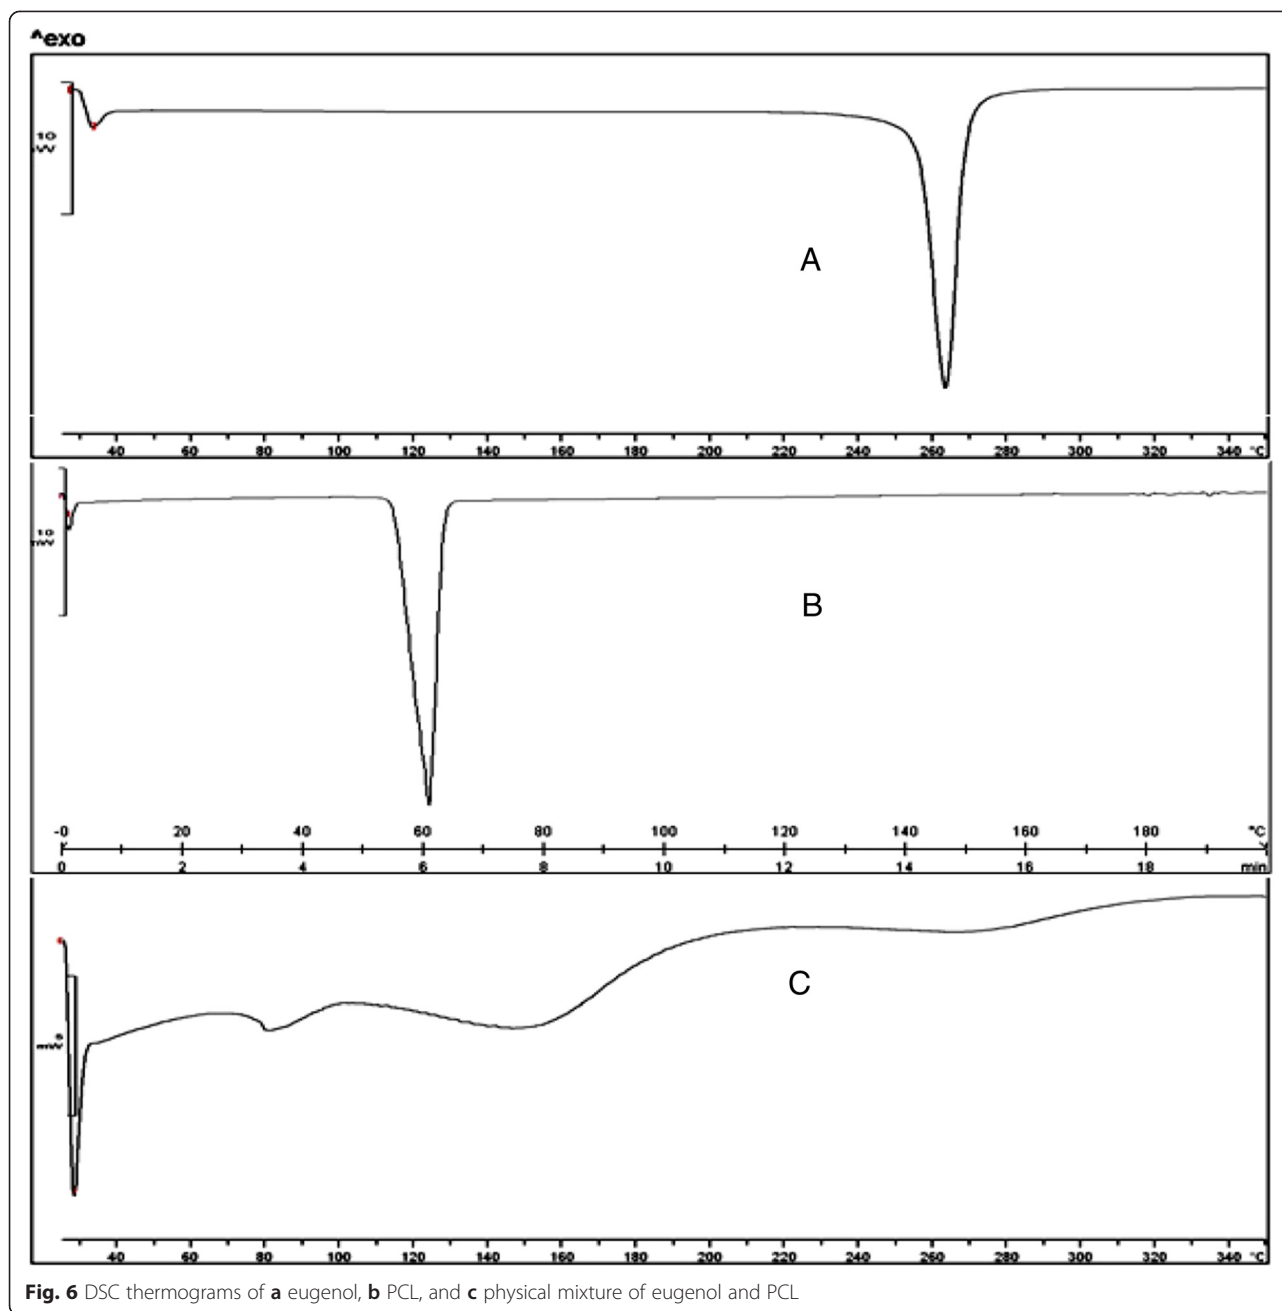 ^exo
10
A
40 60 80 100 120 140 160 180 200 220 240 260 280 300 320 340 °C
10
mW
B
-0 20 40 60 80 100 120 140 160 180 °C
0 2 4 6 8 10 12 14 16 18 min
C
mW
40 60 80 100 120 140 160 180 200 220 240 260 280 300 320 340 °C
Fig. 6 DSC thermograms of a eugenol, b PCL, and c physical mixture of eugenol and PCL